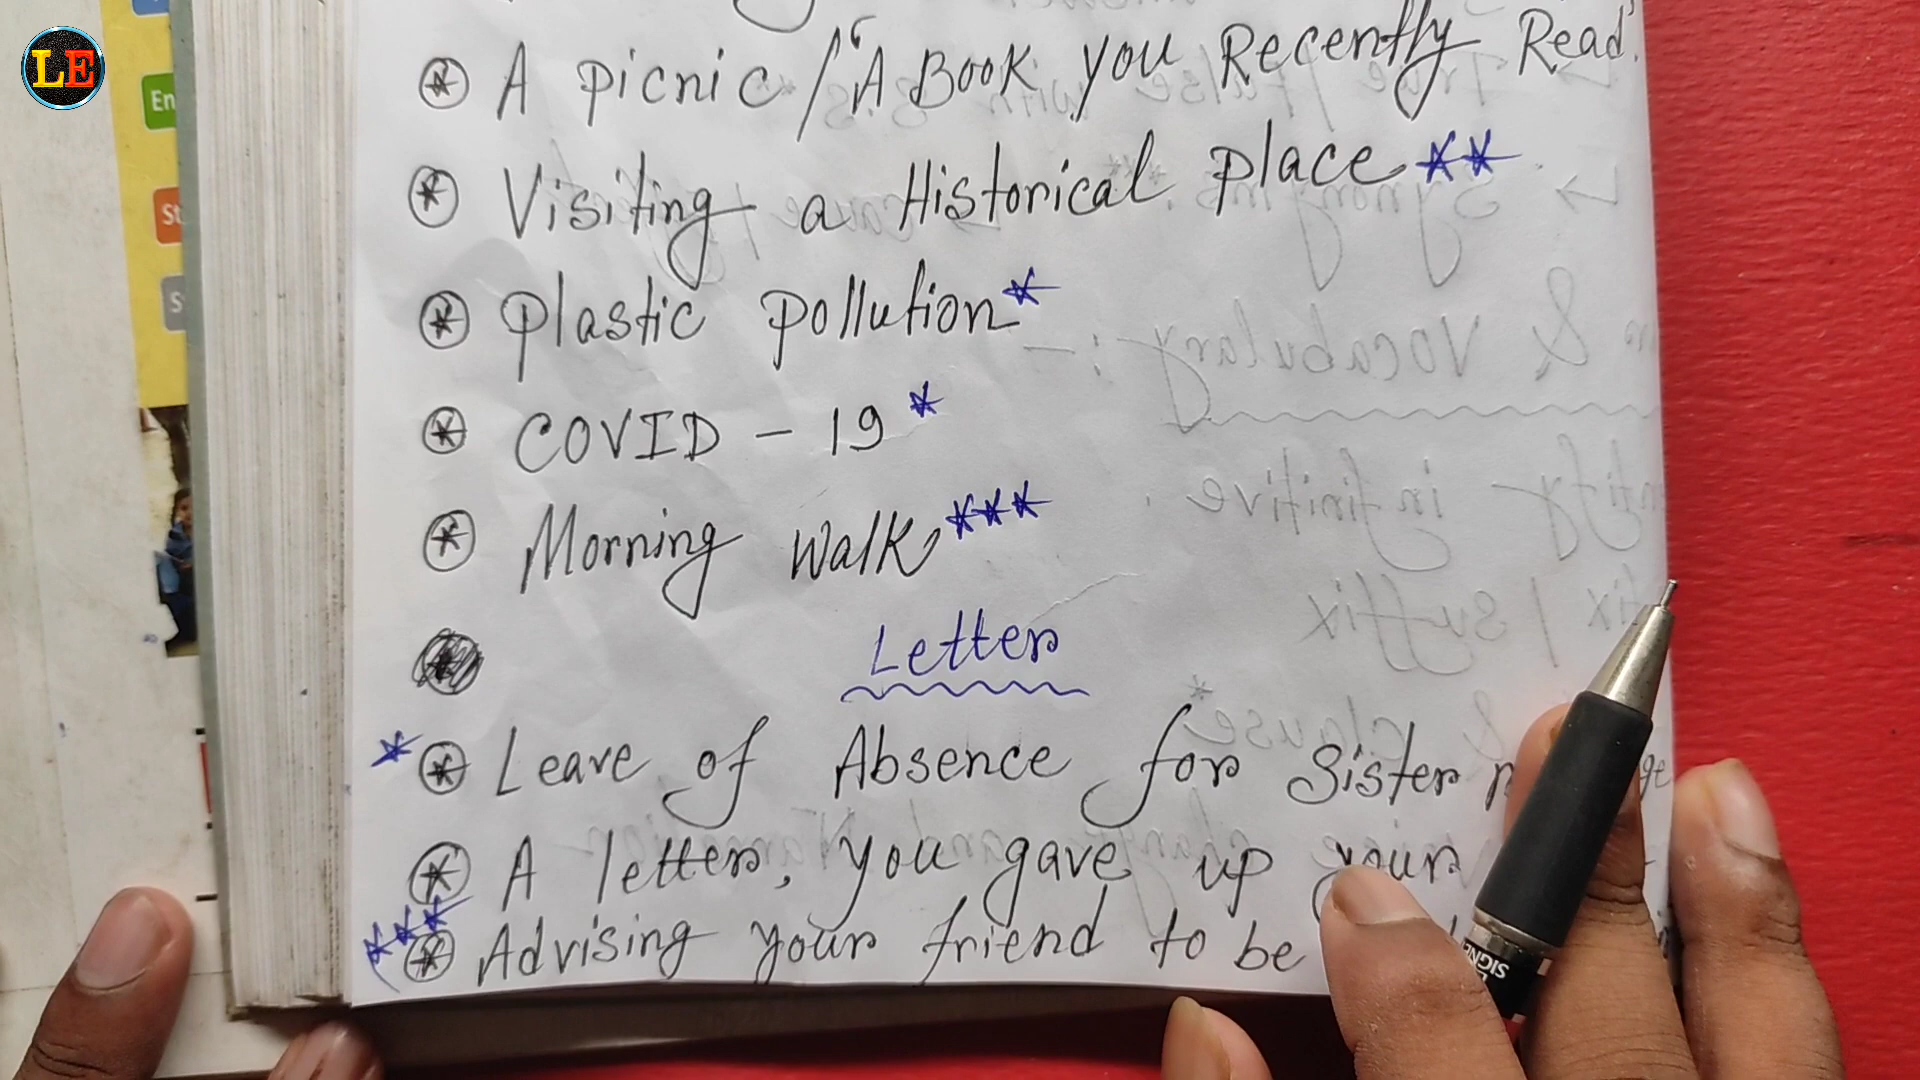 LE
A Picnic / "A Book you Recently Read"
Visiting a Historical place **
plastic pollution *
COVID - 19 *
Morning walk ***
Letter
* Leave of Absence for Sister
A letter, you gave up your
*** Advising your friend to be
En
St